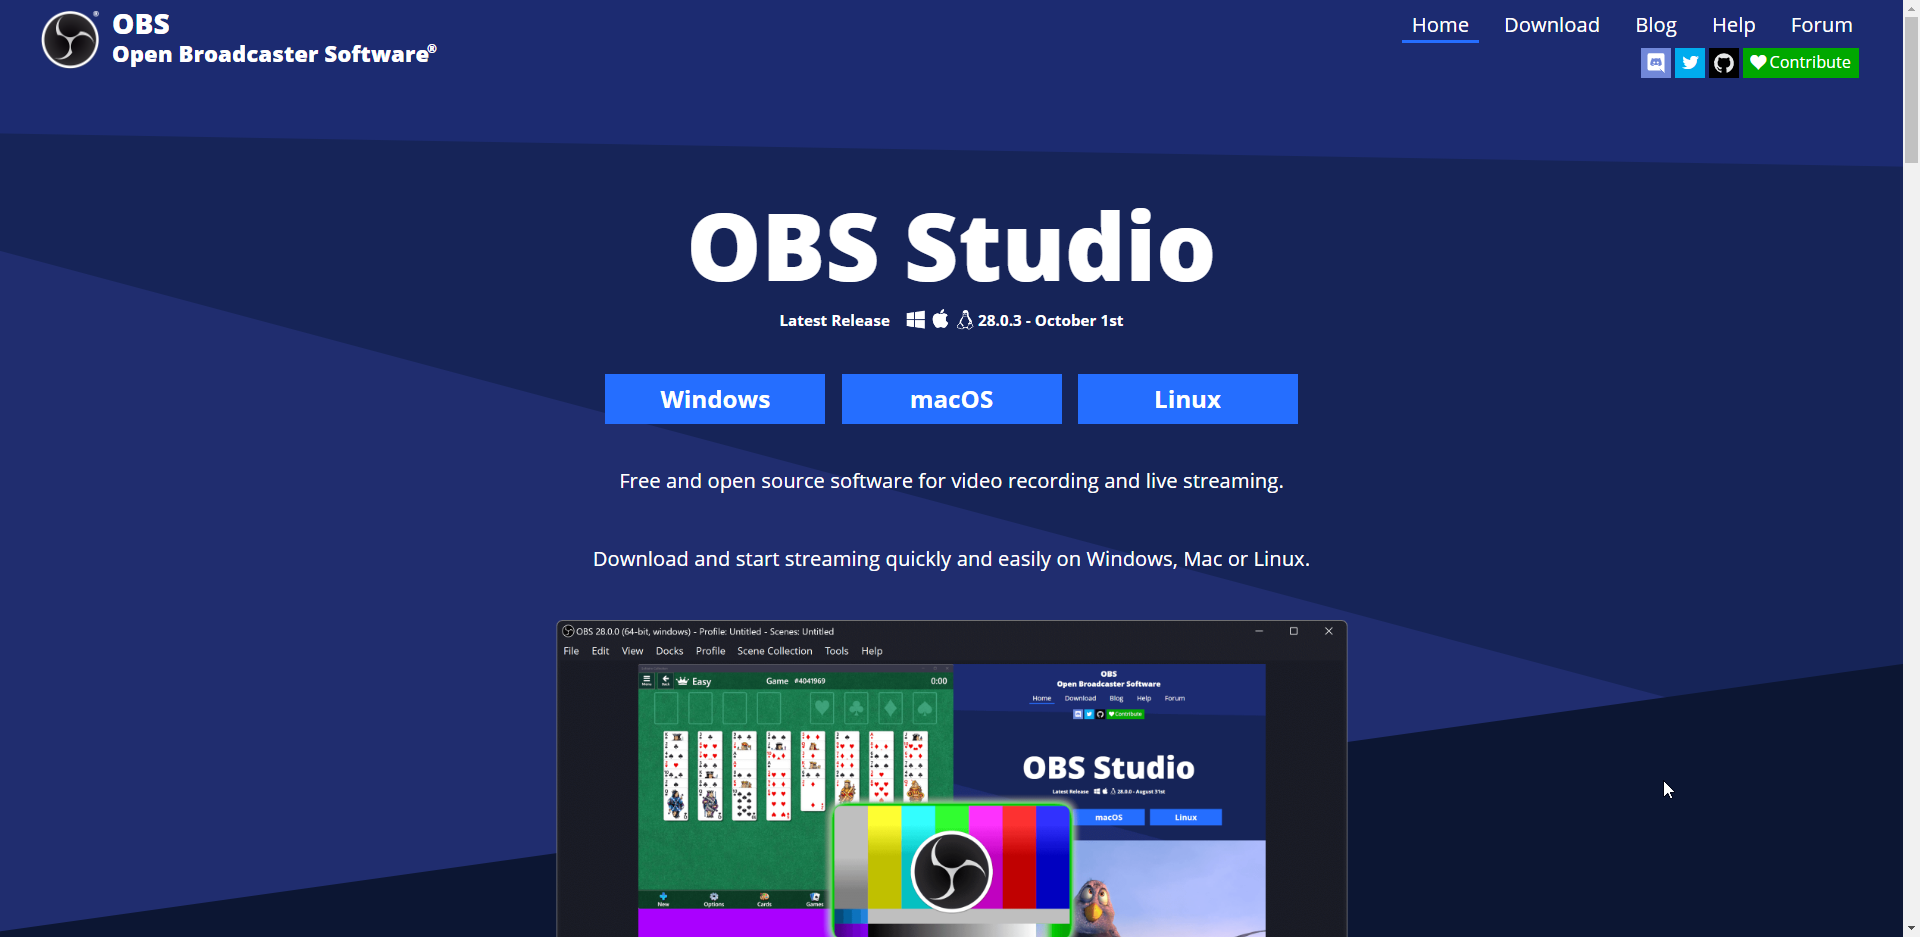 OBS
Open Broadcaster Software®
Home Download Blog Help Forum
Contribute
OBS Studio
Latest Release 28.0.3 - October 1st
Windows macOS Linux
Free and open source software for video recording and live streaming.
Download and start streaming quickly and easily on Windows, Mac or Linux.
OBS 28.0.0 (64-bit, windows) - Profile: Untitled - Scenes: Untitled
File Edit View Docks Profile Scene Collection Tools Help
Menu Back Easy Game #4041969 0:00
New Options Cards Games
OBS
Open Broadcaster Software
Home Download Blog Help Forum
Contribute
OBS Studio
Latest Release 28.0.0 - August 31st
macOS Linux